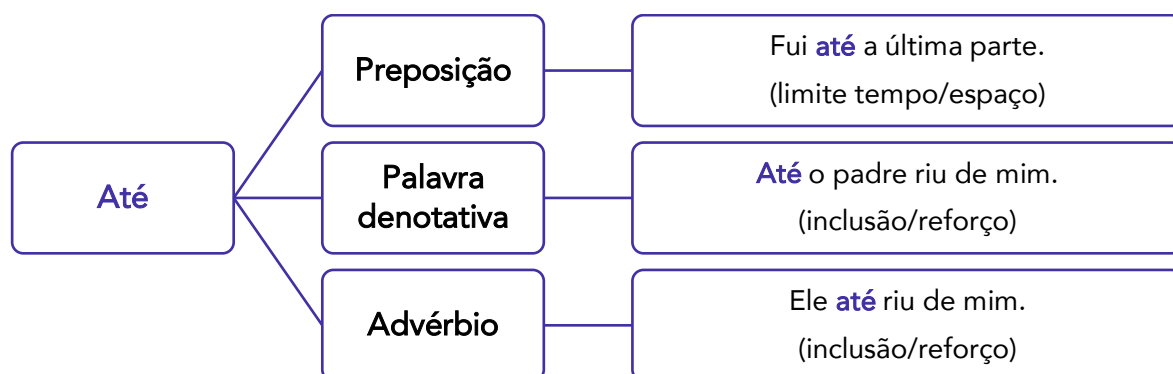 Até
Preposição
Fui até a última parte.
(limite tempo/espaço)
Palavra
denotativa
Até o padre riu de mim.
(inclusão/reforço)
Advérbio
Ele até riu de mim.
(inclusão/reforço)